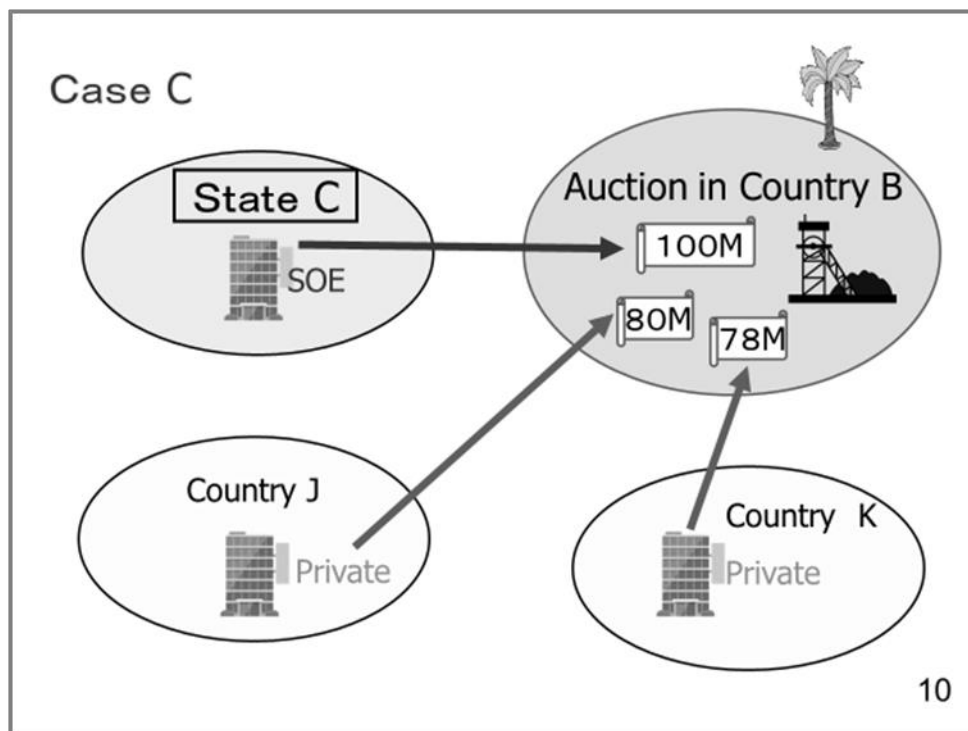 Case C
State C
SOE
Auction in Country B
100M
80M
78M
Country J
Private
Country K
Private
10